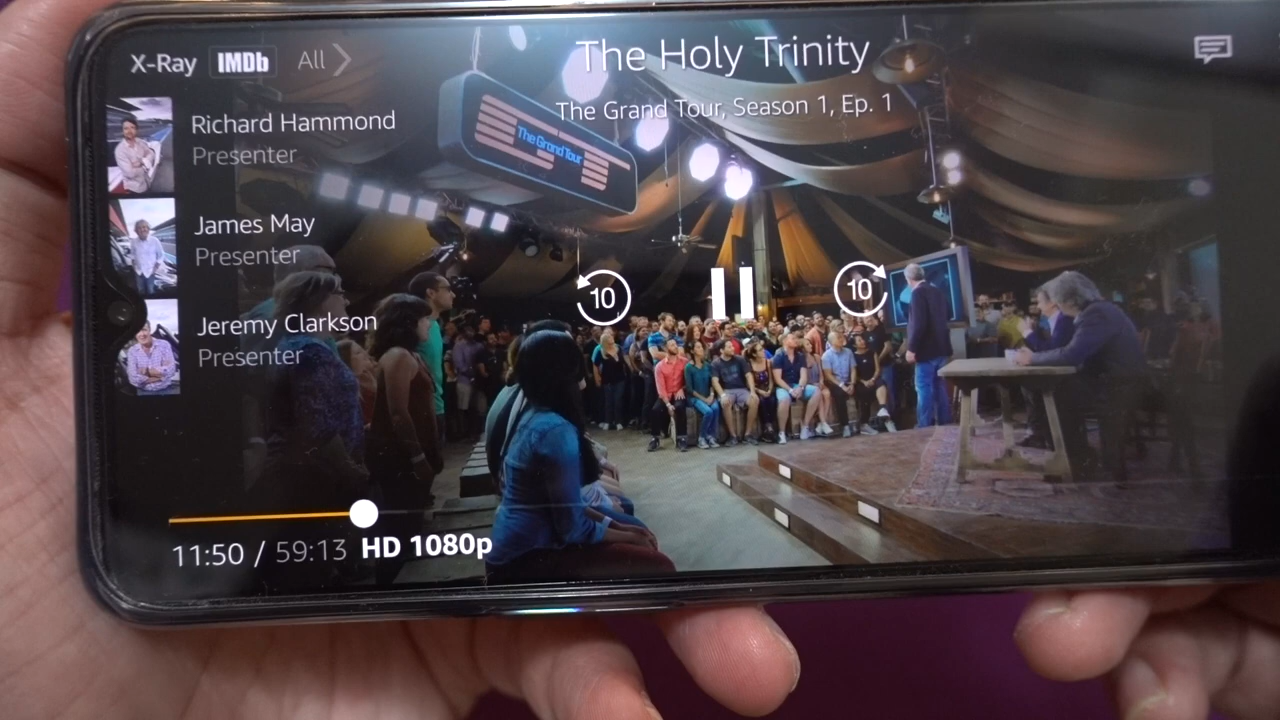 X-Ray IMDb All
The Holy Trinity
The Grand Tour, Season 1, Ep. 1
Richard Hammond
Presenter
James May
Presenter
Jeremy Clarkson
Presenter
The Grand Tour
10
10
11:50 / 59:13 HD 1080p